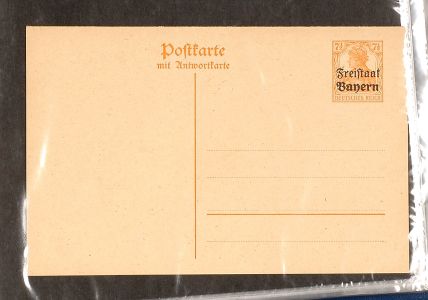 Postkarte
mit Antwortkarte
7½ 7½
Freistaat
Bayern
DEUTSCHES REICH